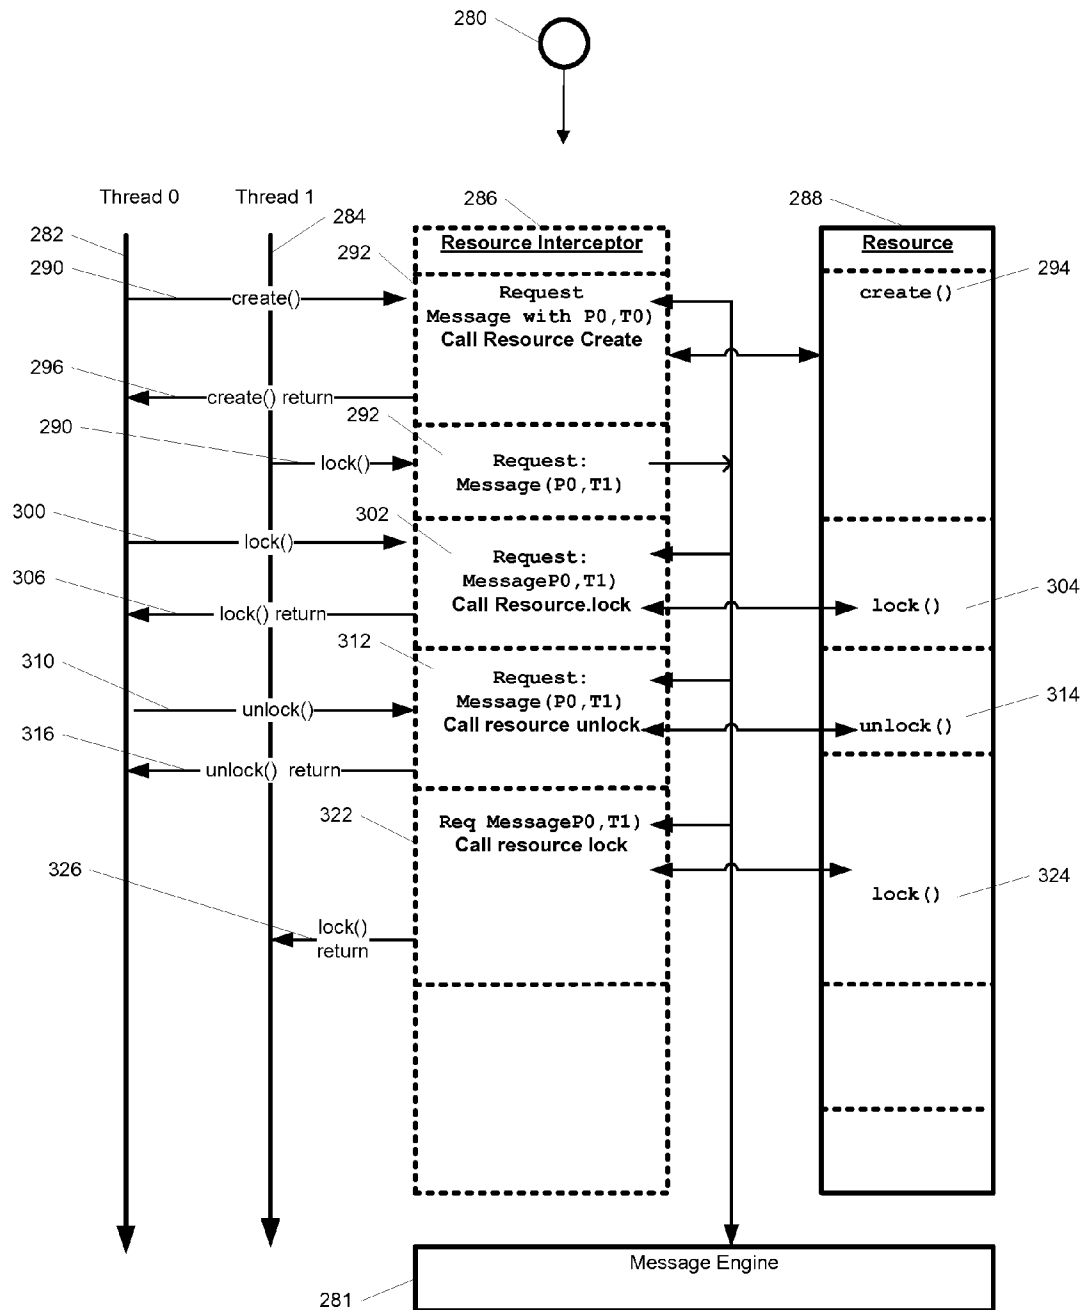 280
Thread 0
Thread 1
286
288
284
282
Resource Interceptor
Resource
292
290
294
create()
Request
create()
Message with P0,T0)
Call Resource Create
296
create() return
292
290
lock()
Request:
Message(P0,T1)
300
302
lock()
Request:
306
MessageP0,T1)
304
lock() return
Call Resource.lock
lock()
312
310
Request:
314
Message(P0,T1)
unlock()
Call resource unlock
unlock()
316
unlock() return
322
Req MessageP0,T1)
Call resource lock
326
324
lock()
lock()
return
Message Engine
281